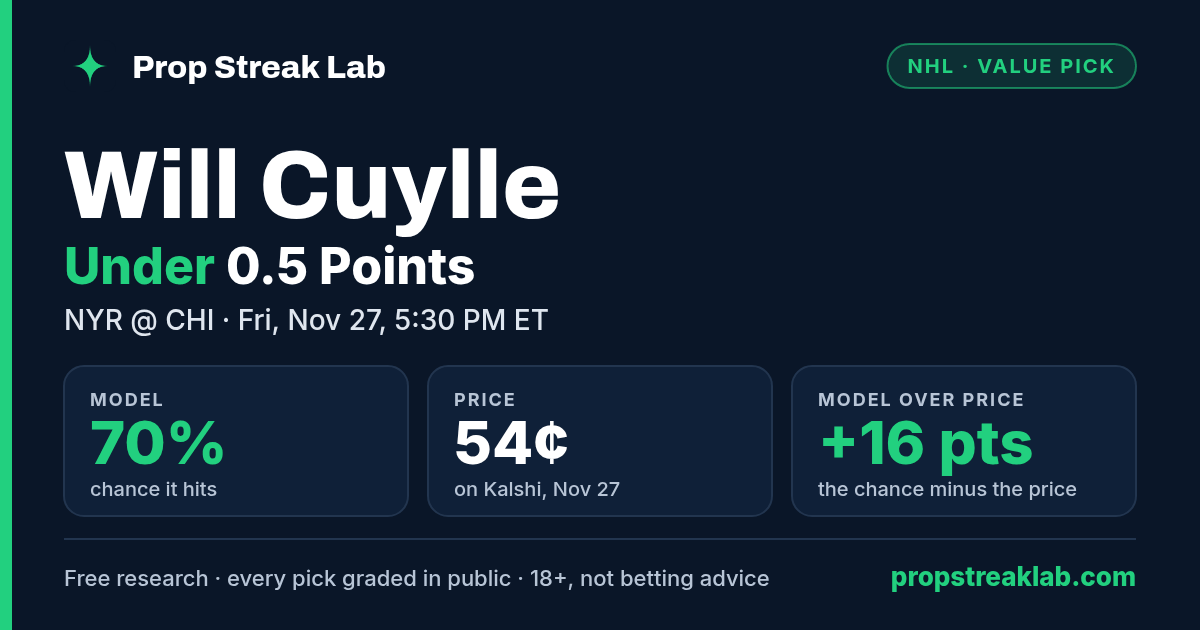 Prop Streak Lab
NHL · VALUE PICK
Will Cuylle
Under 0.5 Points
NYR @ CHI · Fri, Nov 27, 5:30 PM ET
MODEL
70%
chance it hits
PRICE
54¢
on Kalshi, Nov 27
MODEL OVER PRICE
+16 pts
the chance minus the price
Free research · every pick graded in public · 18+, not betting advice
propstreaklab.com